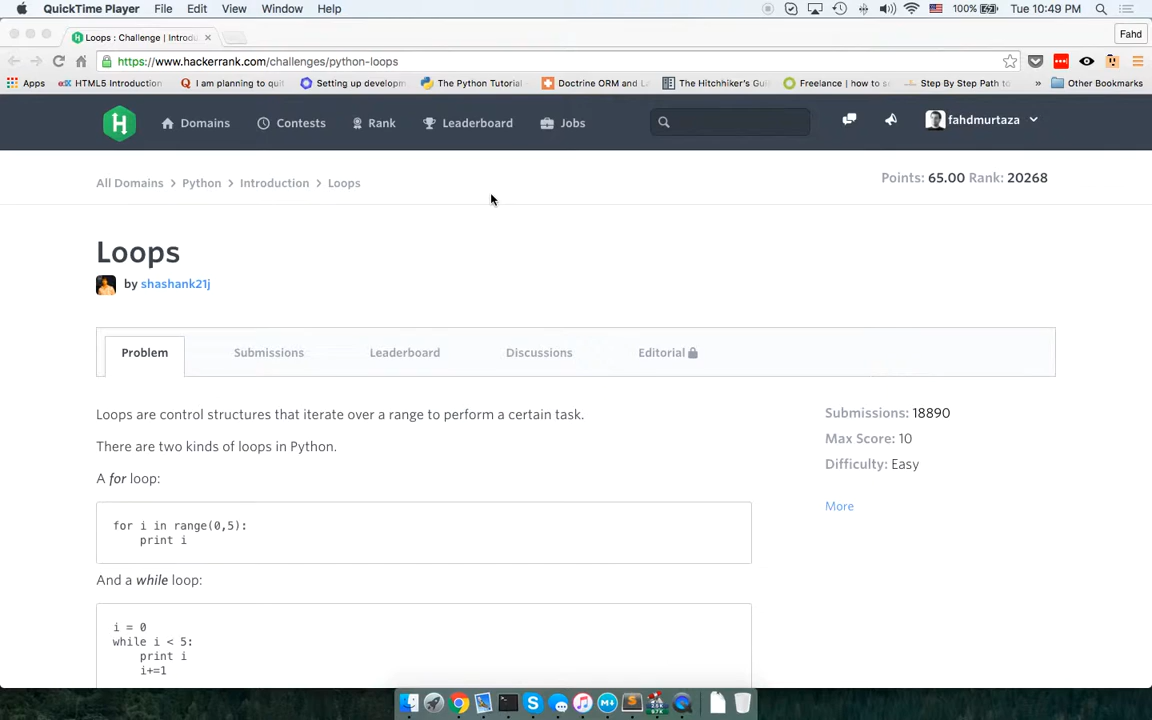 QuickTime Player File Edit View Window Help 100% Tue 10:49 PM
Loops : Challenge | Introdu × Fahd
https://www.hackerrank.com/challenges/python-loops
Apps HTML5 Introduction I am planning to quit Setting up developm The Python Tutorial Doctrine ORM and La The Hitchhiker's Gui Freelance | how to se Step By Step Path to » Other Bookmarks
H Domains Contests Rank Leaderboard Jobs fahdmurtaza
All Domains > Python > Introduction > Loops Points: 65.00 Rank: 20268
Loops
by shashank21j
Problem Submissions Leaderboard Discussions Editorial
Loops are control structures that iterate over a range to perform a certain task.
Submissions: 18890
There are two kinds of loops in Python.
Max Score: 10
Difficulty: Easy
A for loop:
More
for i in range(0,5):
    print i
And a while loop:
i = 0
while i < 5:
    print i
    i+=1